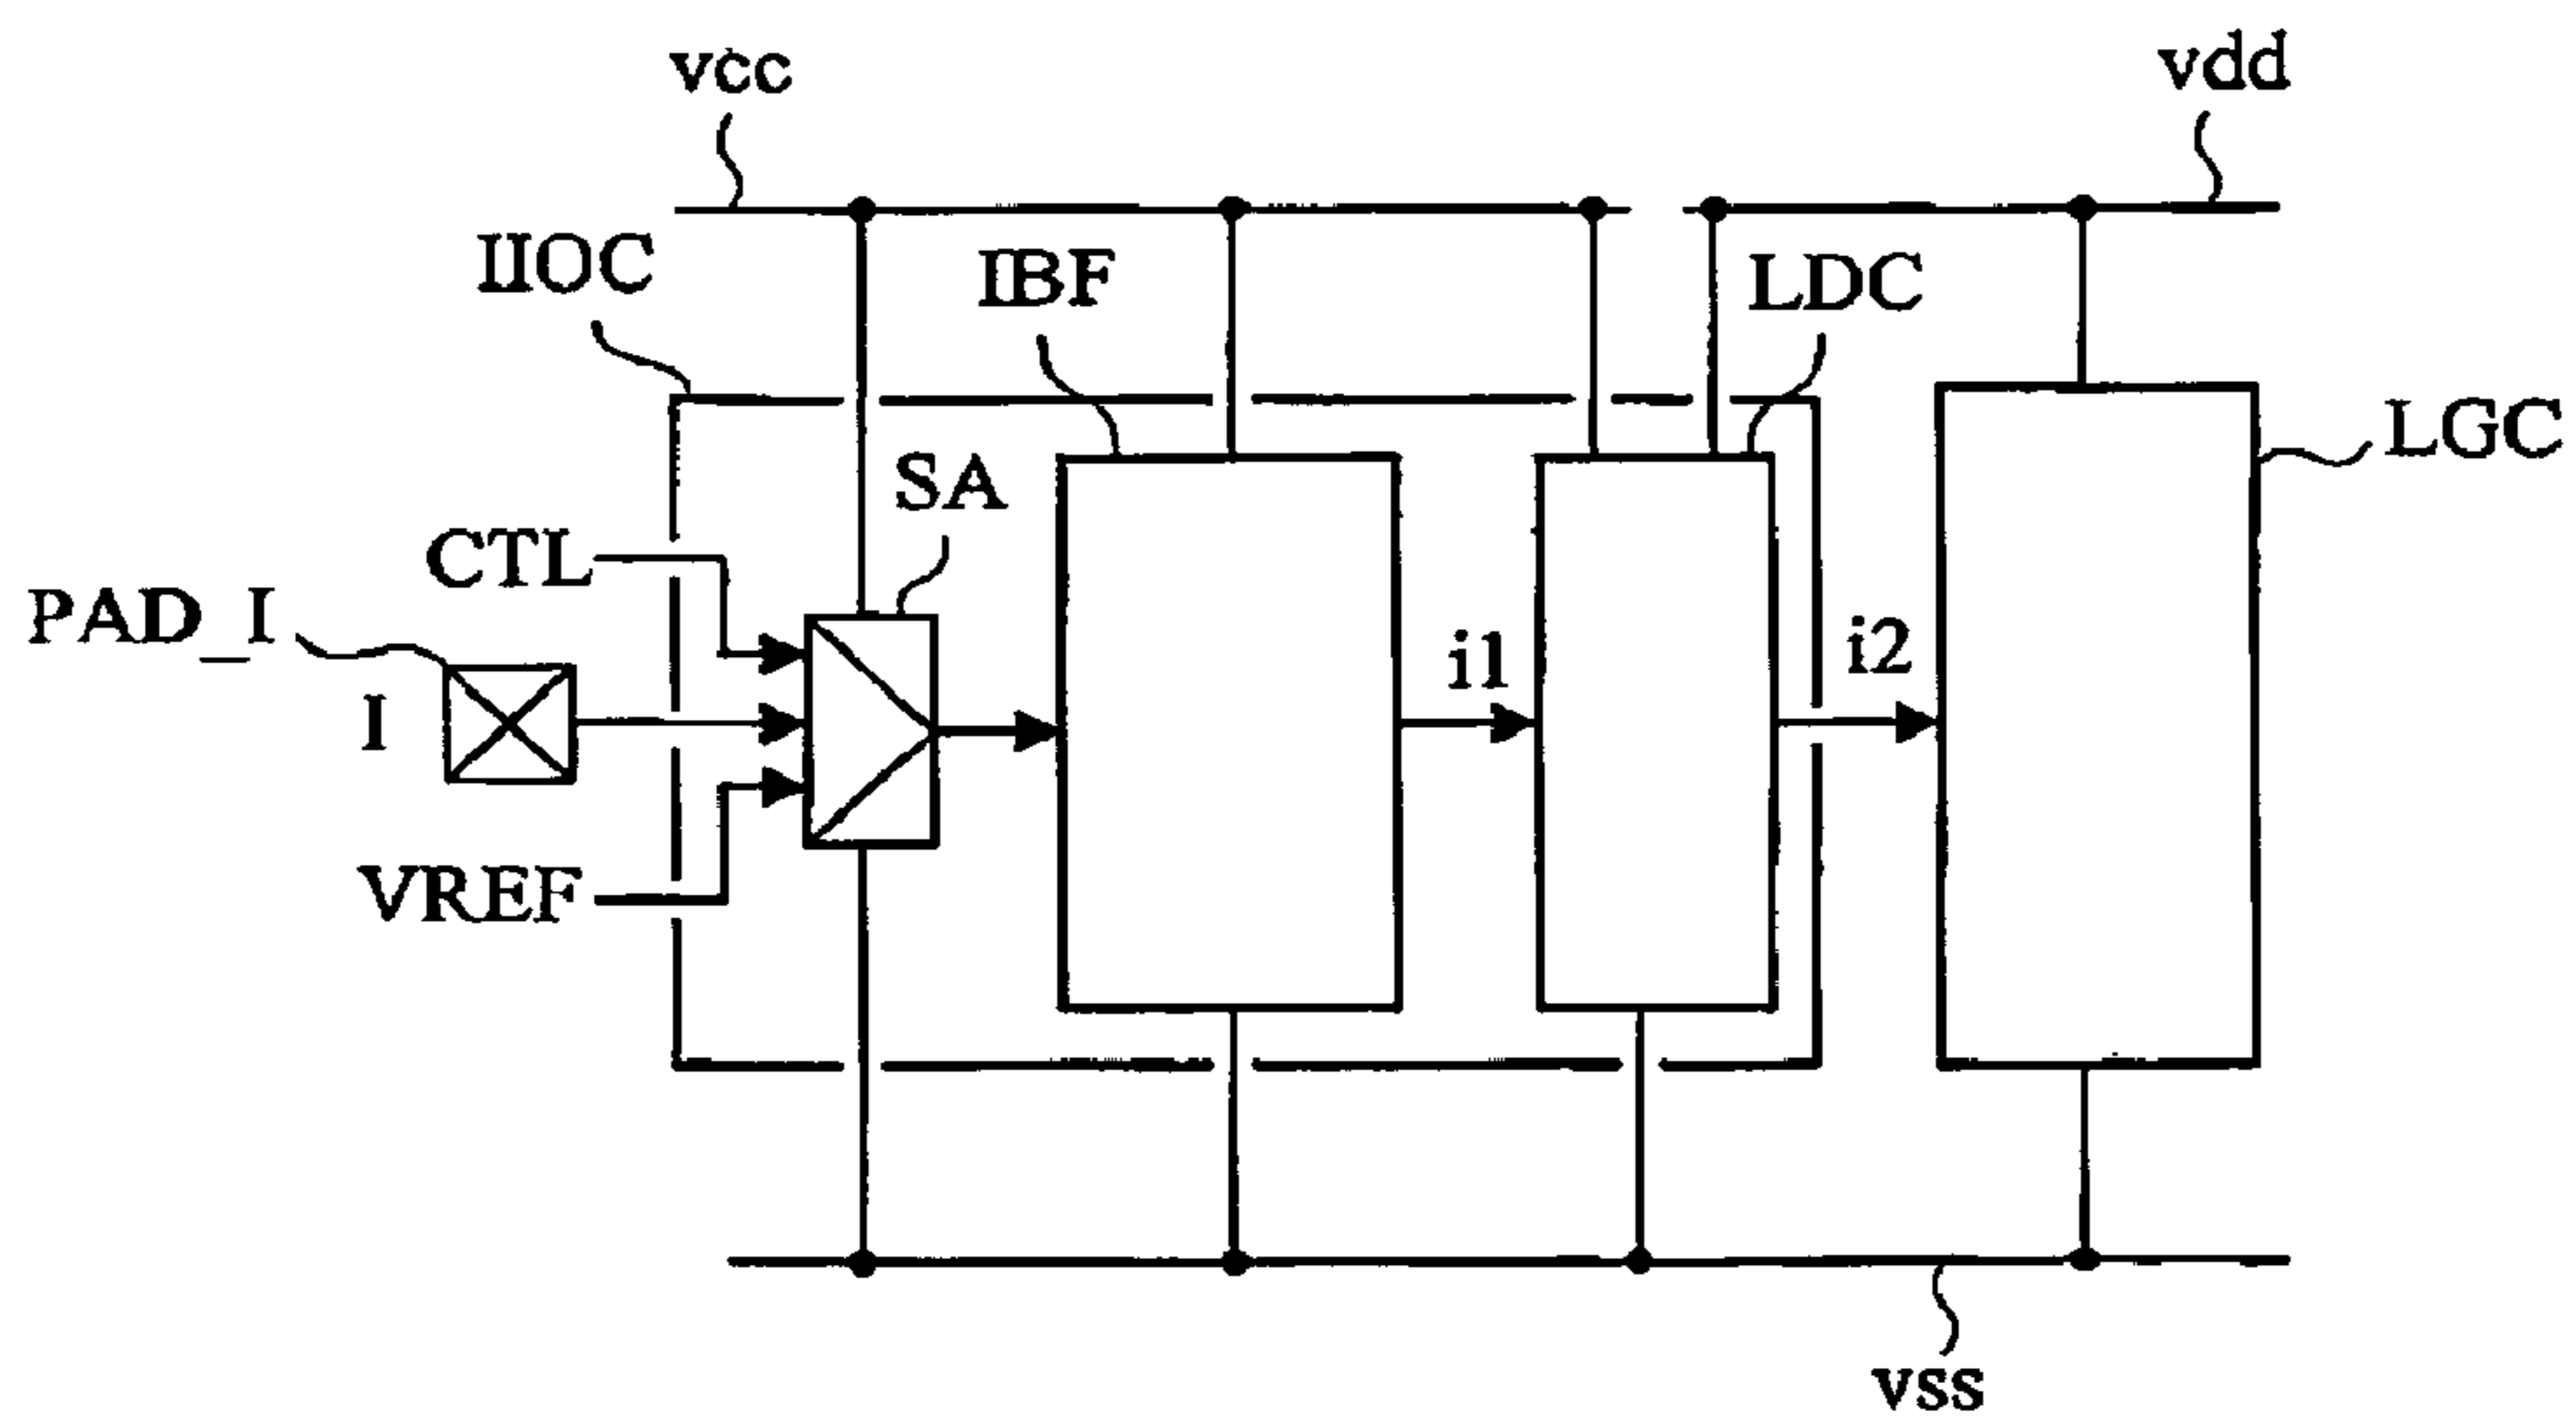 vcc
vdd
IIOC
IBF
LDC
LGC
SA
CTL
PAD_I
i1
i2
I
VREF
vss